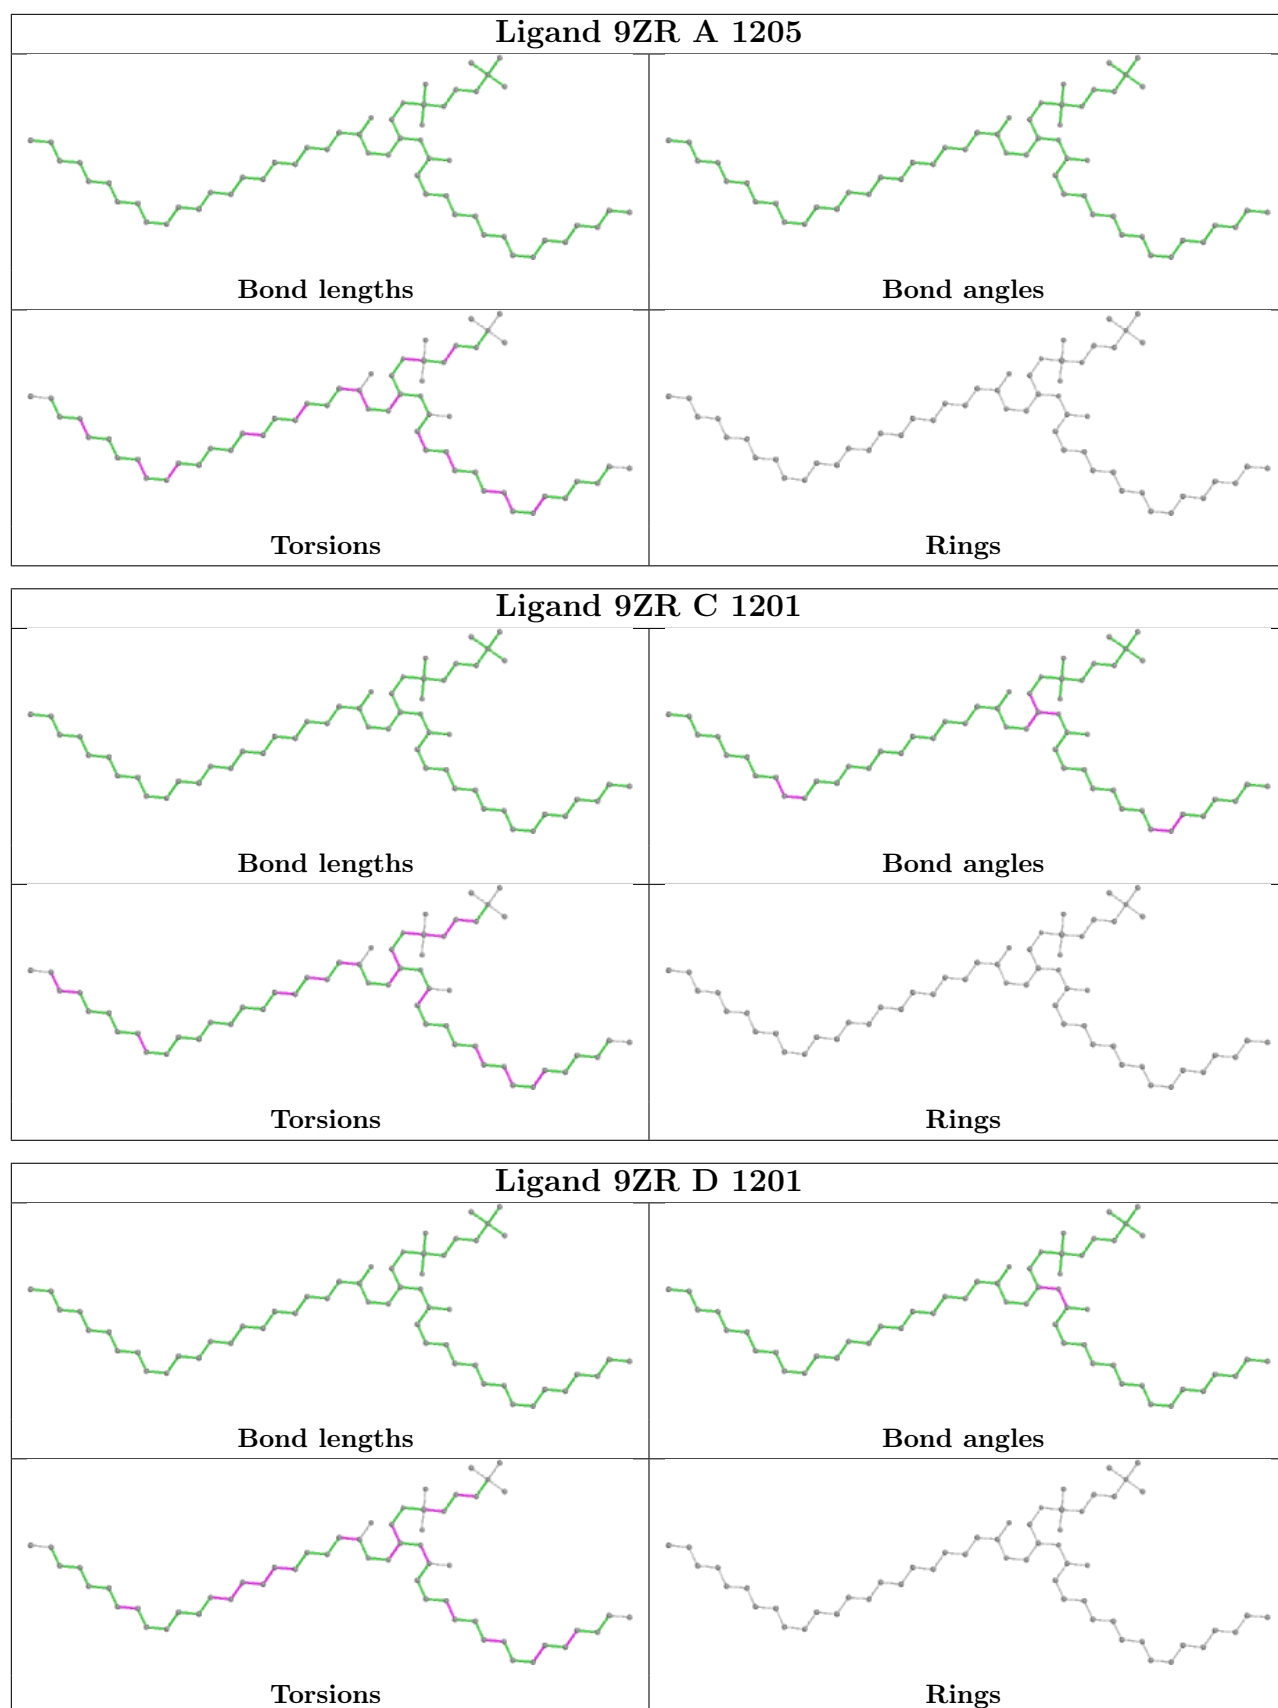 Ligand 9ZR A 1205
Bond lengths
Bond angles
Torsions
Rings
Ligand 9ZR C 1201
Bond lengths
Bond angles
Torsions
Rings
Ligand 9ZR D 1201
Bond lengths
Bond angles
Torsions
Rings